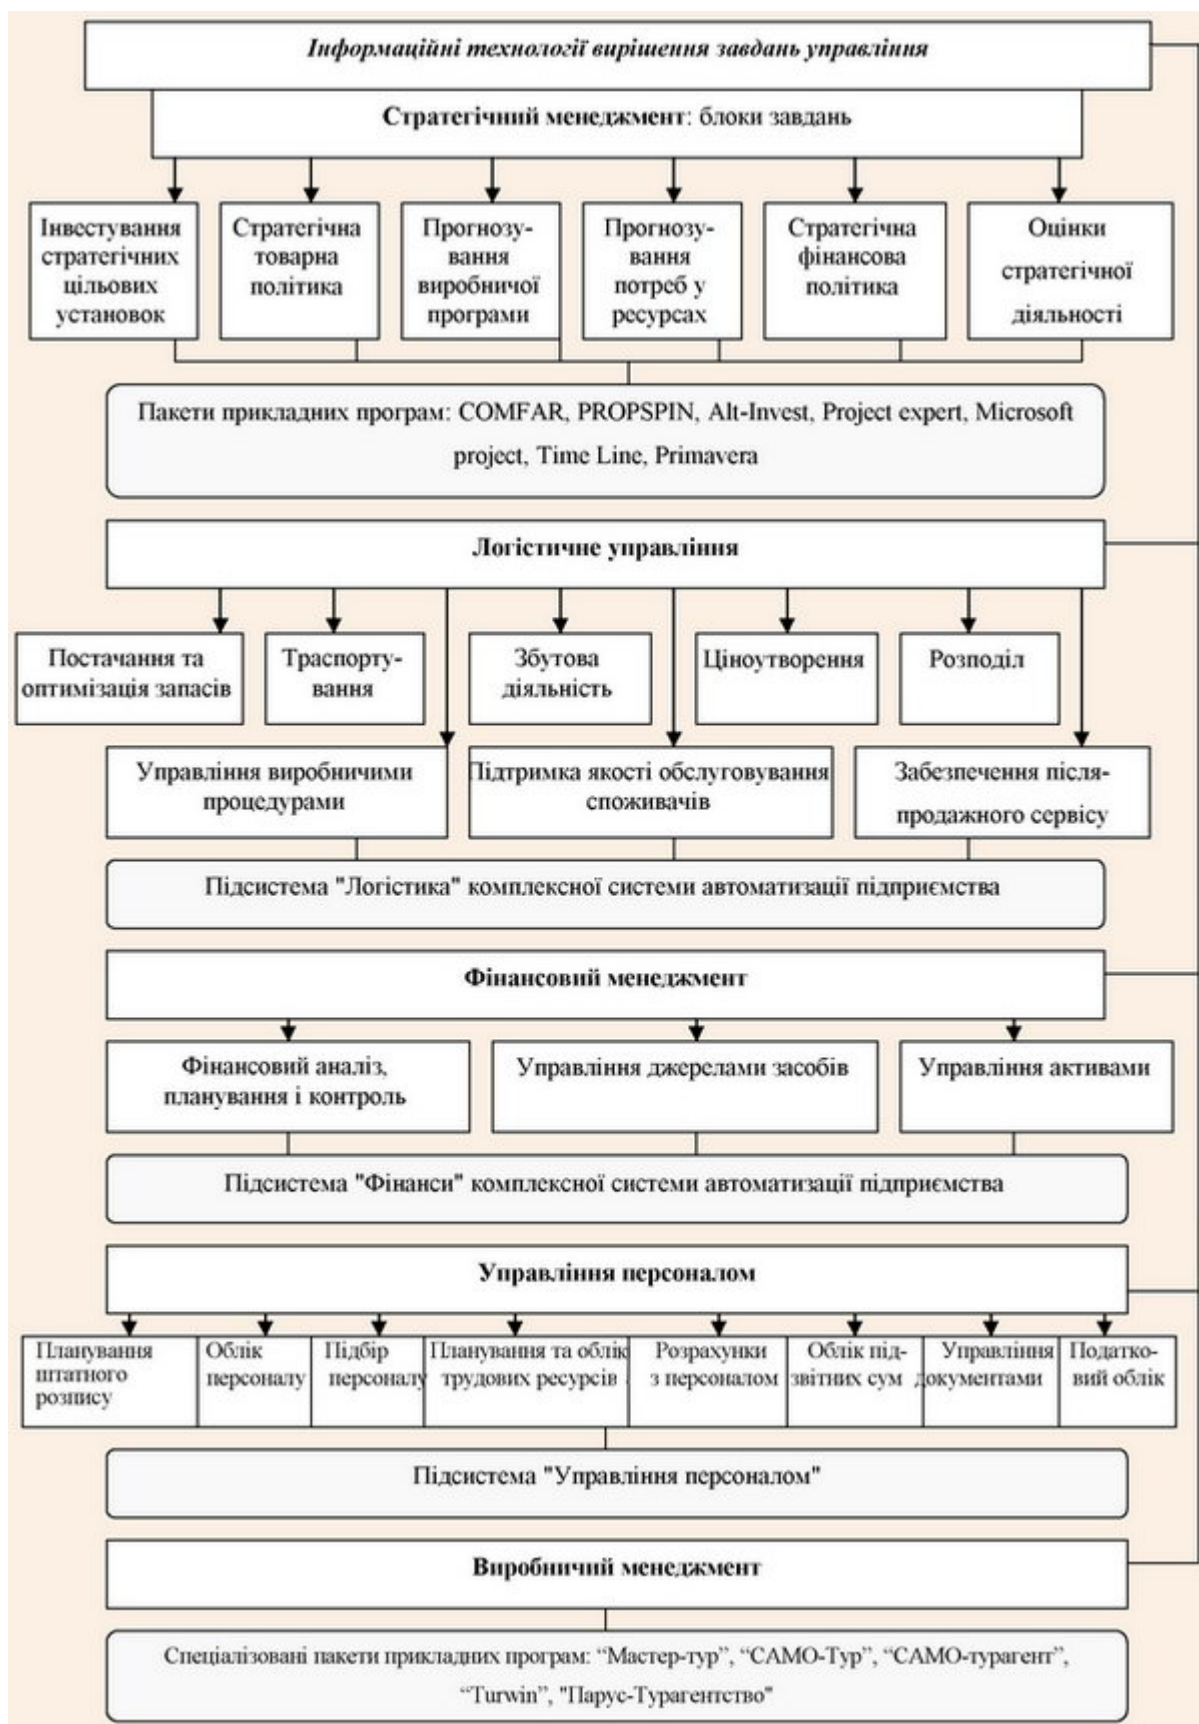 Інформаційні технології вирішення завдань управління
Стратегічний менеджмент: блоки завдань
Інвестування
стратегічних
цільових
установок
Стратегічна
товарна
політика
Прогнозу-
вання
виробничої
програми
Прогнозу-
вання
потреб у
ресурсах
Стратегічна
фінансова
політика
Оцінки
стратегічної
діяльності
Пакети прикладних програм: COMFAR, PROPSPIN, Alt-Invest, Project expert, Microsoft
project, Time Line, Primavera
Логістичне управління
Постачання та
оптимізація запасів
Траспорту-
вання
Збутова
діяльність
Ціноутворення
Розподіл
Управління виробничими
процедурами
Підтримка якості обслуговування
споживачів
Забезпечення після-
продажного сервісу
Підсистема "Логістика" комплексної системи автоматизації підприємства
Фінансовий менеджмент
Фінансовий аналіз,
планування і контроль
Управління джерелами засобів
Управління активами
Підсистема "Фінанси" комплексної системи автоматизації підприємства
Управління персоналом
Планування
штатного
розпису
Облік
персоналу
Підбір
персоналу
Планування та облік
трудових ресурсів
Розрахунки
з персоналом
Облік під-
звітних сум
Управління
документами
Податко-
вий облік
Підсистема "Управління персоналом"
Виробничий менеджмент
Спеціалізовані пакети прикладних програм: “Мастер-тур”, “САМО-Тур”, “САМО-турагент”,
“Turwin”, "Парус-Турагентство"